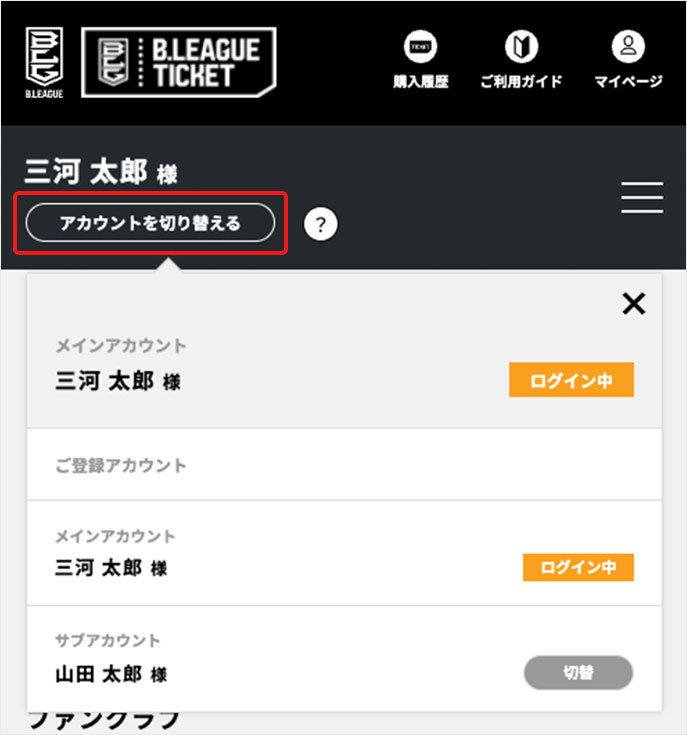 B.LEAGUE
B.LEAGUE
TICKET
TICKET
購入履歴
ご利用ガイド
マイページ
三河 太郎 様
アカウントを切り替える
?
メインアカウント
三河 太郎 様
ログイン中
ご登録アカウント
メインアカウント
三河 太郎 様
ログイン中
サブアカウント
山田 太郎 様
切替
ファンクラブ